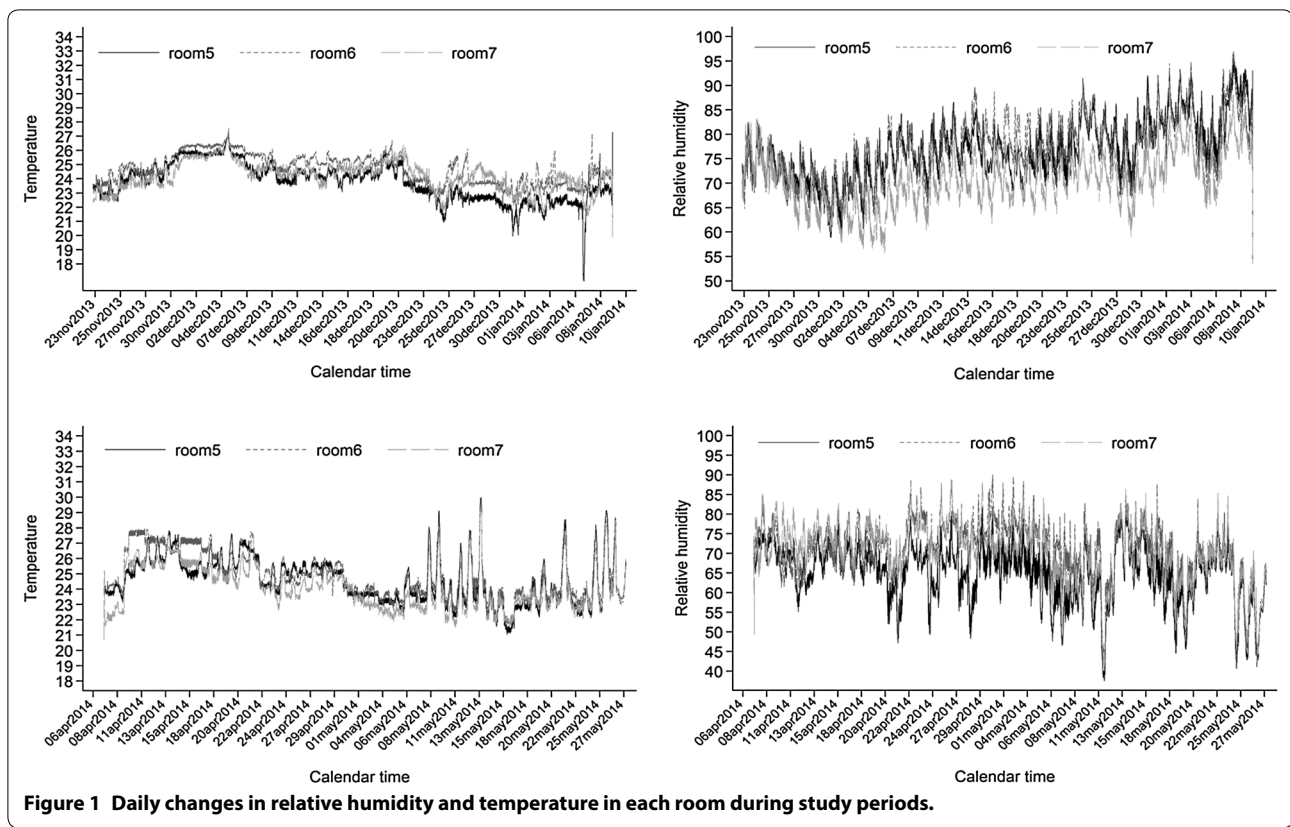 room5 room6 room7
Temperature
34
33
32
31
30
29
28
27
26
25
24
23
22
21
20
19
18
23nov2013
25nov2013
27nov2013
30nov2013
02dec2013
04dec2013
07dec2013
09dec2013
11dec2013
14dec2013
16dec2013
18dec2013
20dec2013
23dec2013
25dec2013
27dec2013
30dec2013
01jan2014
03jan2014
06jan2014
08jan2014
10jan2014
Calendar time
room5 room6 room7
Relative humidity
100
95
90
85
80
75
70
65
60
55
50
23nov2013
25nov2013
27nov2013
30nov2013
02dec2013
04dec2013
07dec2013
09dec2013
11dec2013
14dec2013
16dec2013
18dec2013
20dec2013
23dec2013
25dec2013
27dec2013
30dec2013
01jan2014
03jan2014
06jan2014
08jan2014
10jan2014
Calendar time
room5 room6 room7
Temperature
34
33
32
31
30
29
28
27
26
25
24
23
22
21
20
19
18
06apr2014
08apr2014
11apr2014
13apr2014
15apr2014
18apr2014
20apr2014
22apr2014
24apr2014
27apr2014
29apr2014
01may2014
04may2014
06may2014
08may2014
11may2014
13may2014
15may2014
18may2014
20may2014
22may2014
25may2014
27may2014
Calendar time
room5 room6 room7
Relative humidity
100
95
90
85
80
75
70
65
60
55
50
45
40
06apr2014
08apr2014
11apr2014
13apr2014
15apr2014
18apr2014
20apr2014
22apr2014
24apr2014
27apr2014
29apr2014
01may2014
04may2014
06may2014
08may2014
11may2014
13may2014
15may2014
18may2014
20may2014
22may2014
25may2014
27may2014
Calendar time
Figure 1 Daily changes in relative humidity and temperature in each room during study periods.